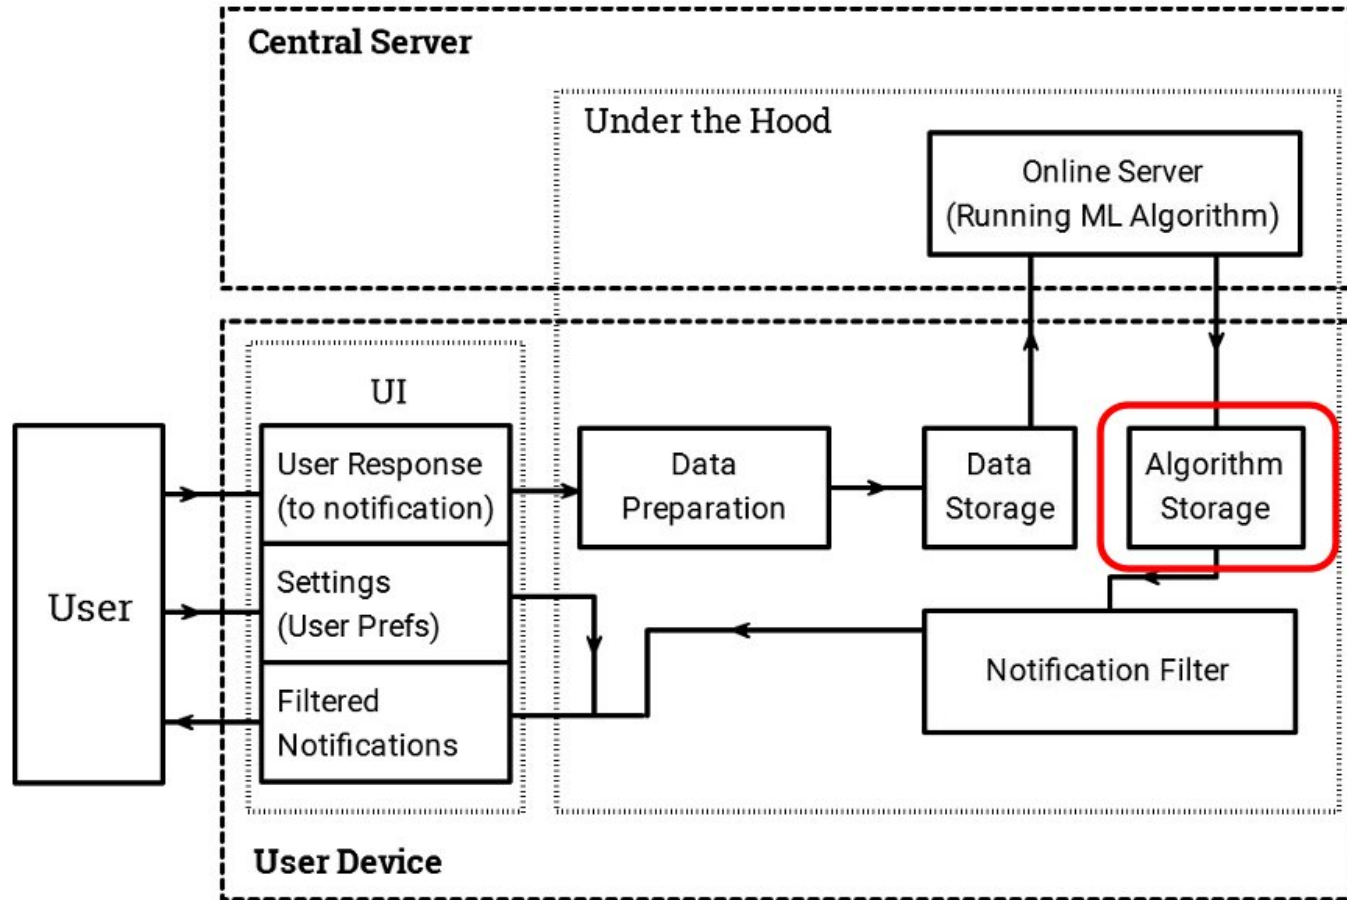 Central Server
Under the Hood
Online Server
(Running ML Algorithm)
UI
User
User Response
(to notification)
Settings
(User Prefs)
Filtered
Notifications
Data
Preparation
Data
Storage
Algorithm
Storage
Notification Filter
User Device